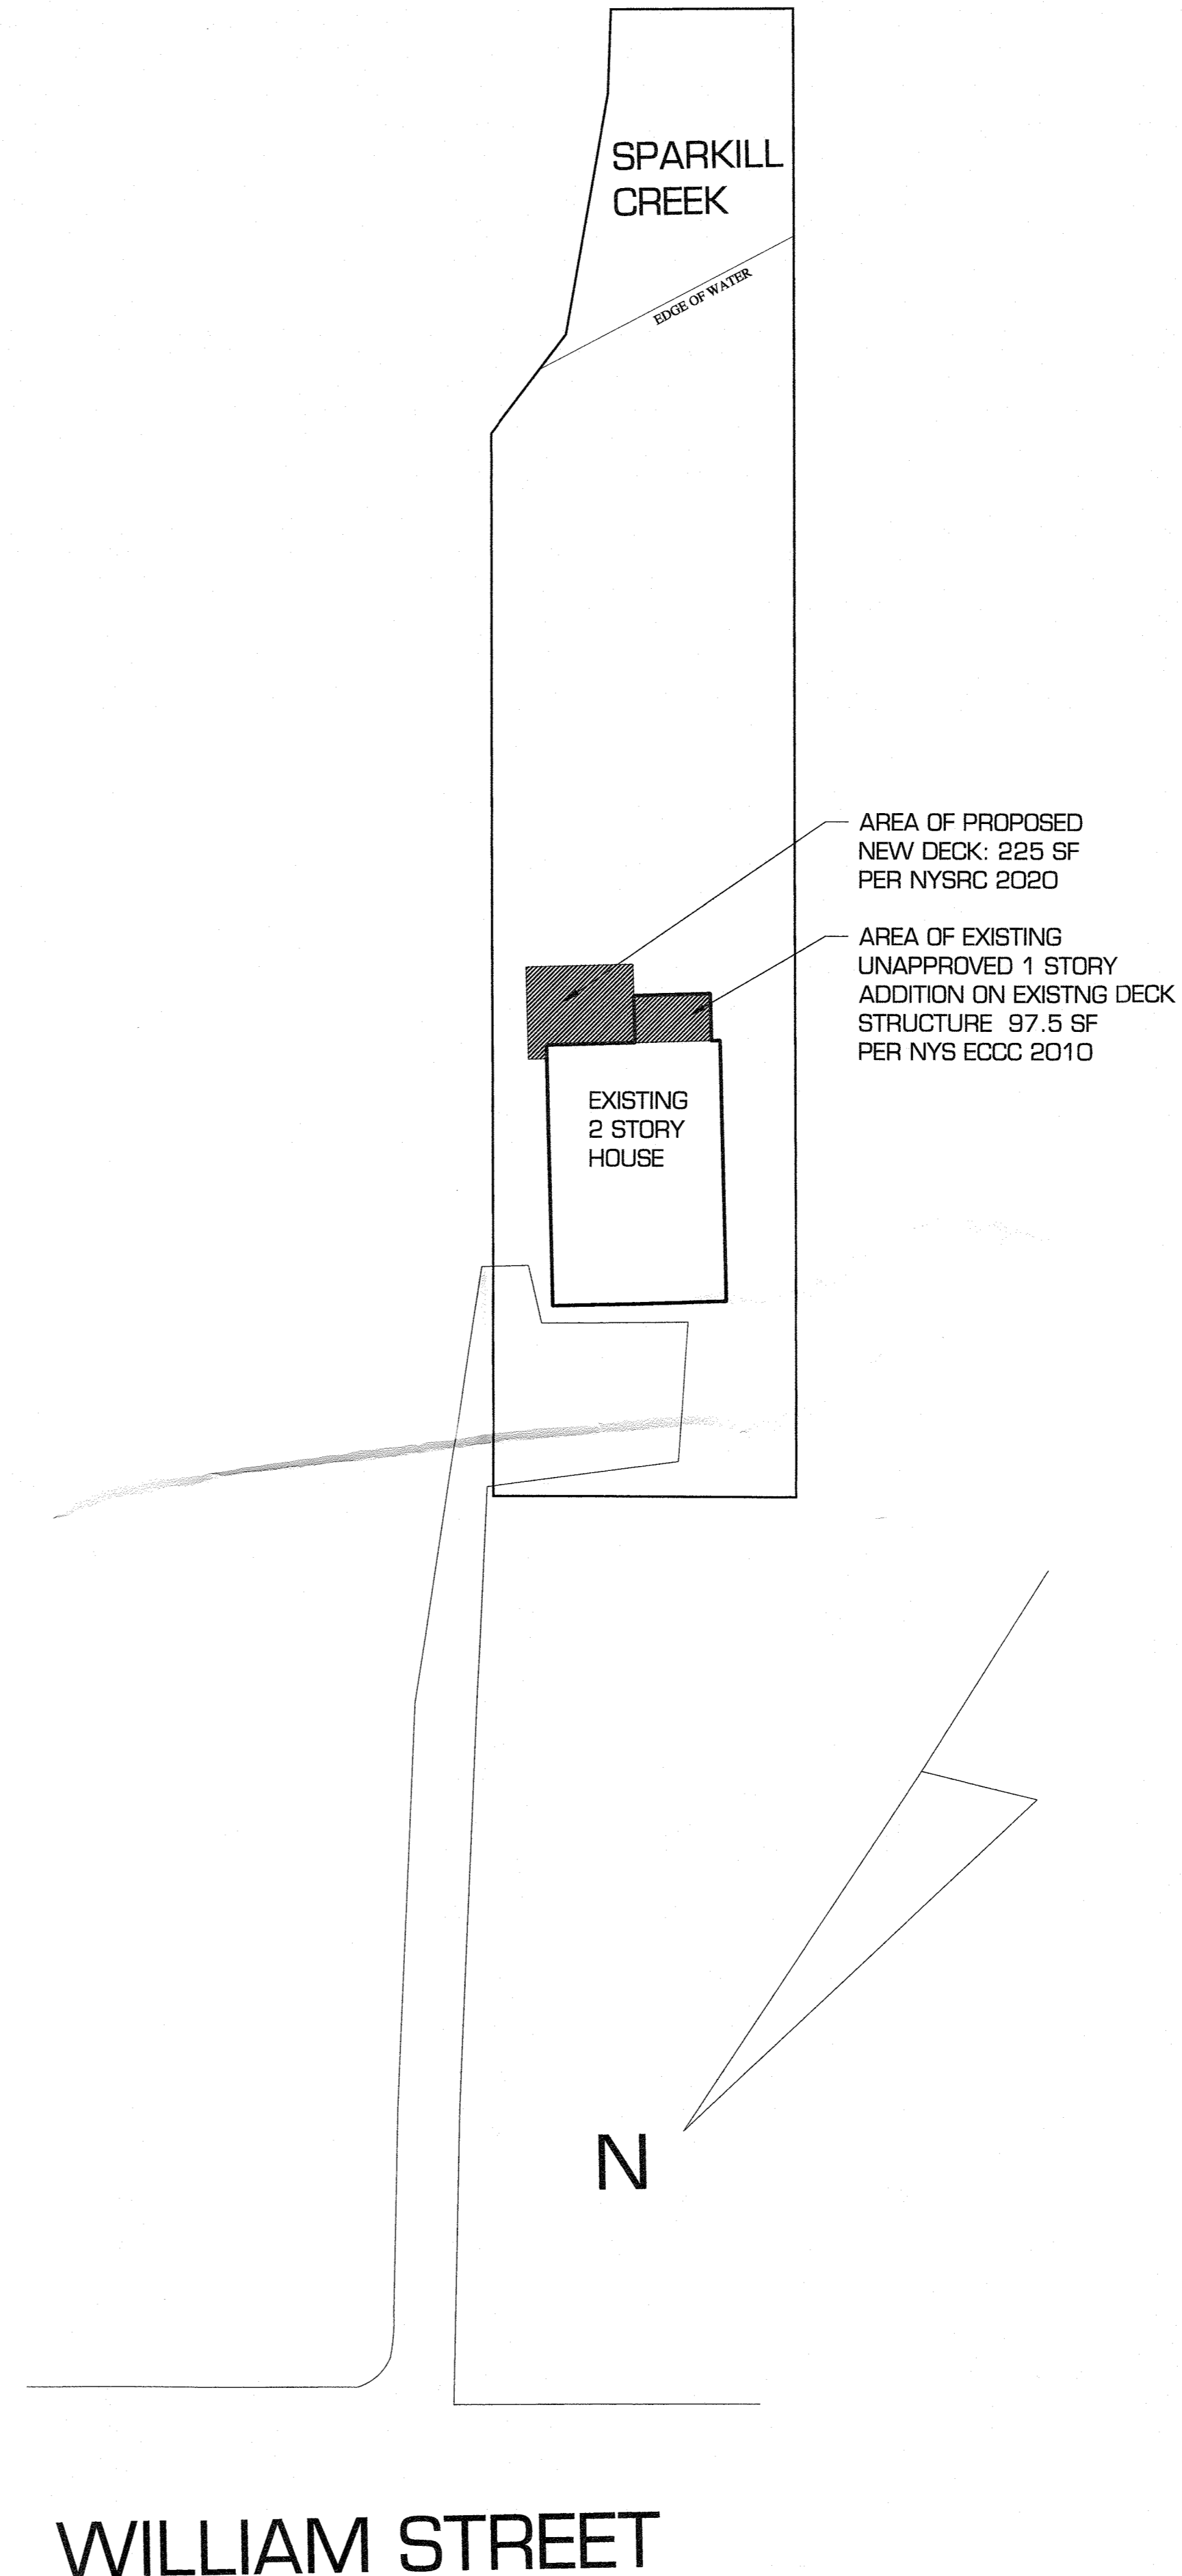 SPARKILL
CREEK
EDGE OF WATER
AREA OF PROPOSED
NEW DECK: 225 SF
PER NYSRC 2020
AREA OF EXISTING
UNAPPROVED 1 STORY
ADDITION ON EXISTNG DECK
STRUCTURE 97.5 SF
PER NYS ECCC 2010
EXISTING
2 STORY
HOUSE
N
WILLIAM STREET